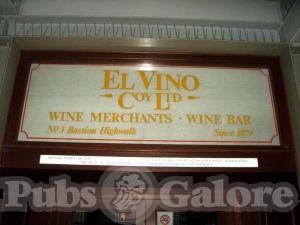 EL VINO
COY LTD
WINE MERCHANTS · WINE BAR
No 3 Bastion Highwalk Since 1879
Pubs Galore